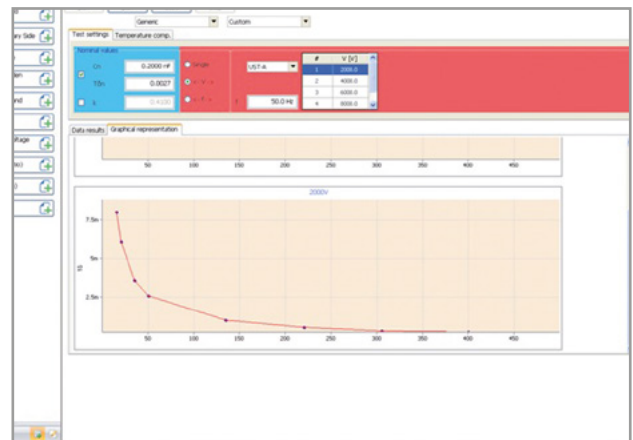 Generic Custom
ary Side
Test settings Temperature comp.
Nominal values
Cn 0.2000 nF single UST-A # V [V]
1 2000.0
TDn 0.0027 2 4000.0
3 6000.0
k f 50.0 Hz 4 8000.0
nd
Data results Graphical representation
50 100 150 200 250 300 350 400 450
2000V
7.5m
5m
2.5m
50 100 150 200 250 300 350 400 450